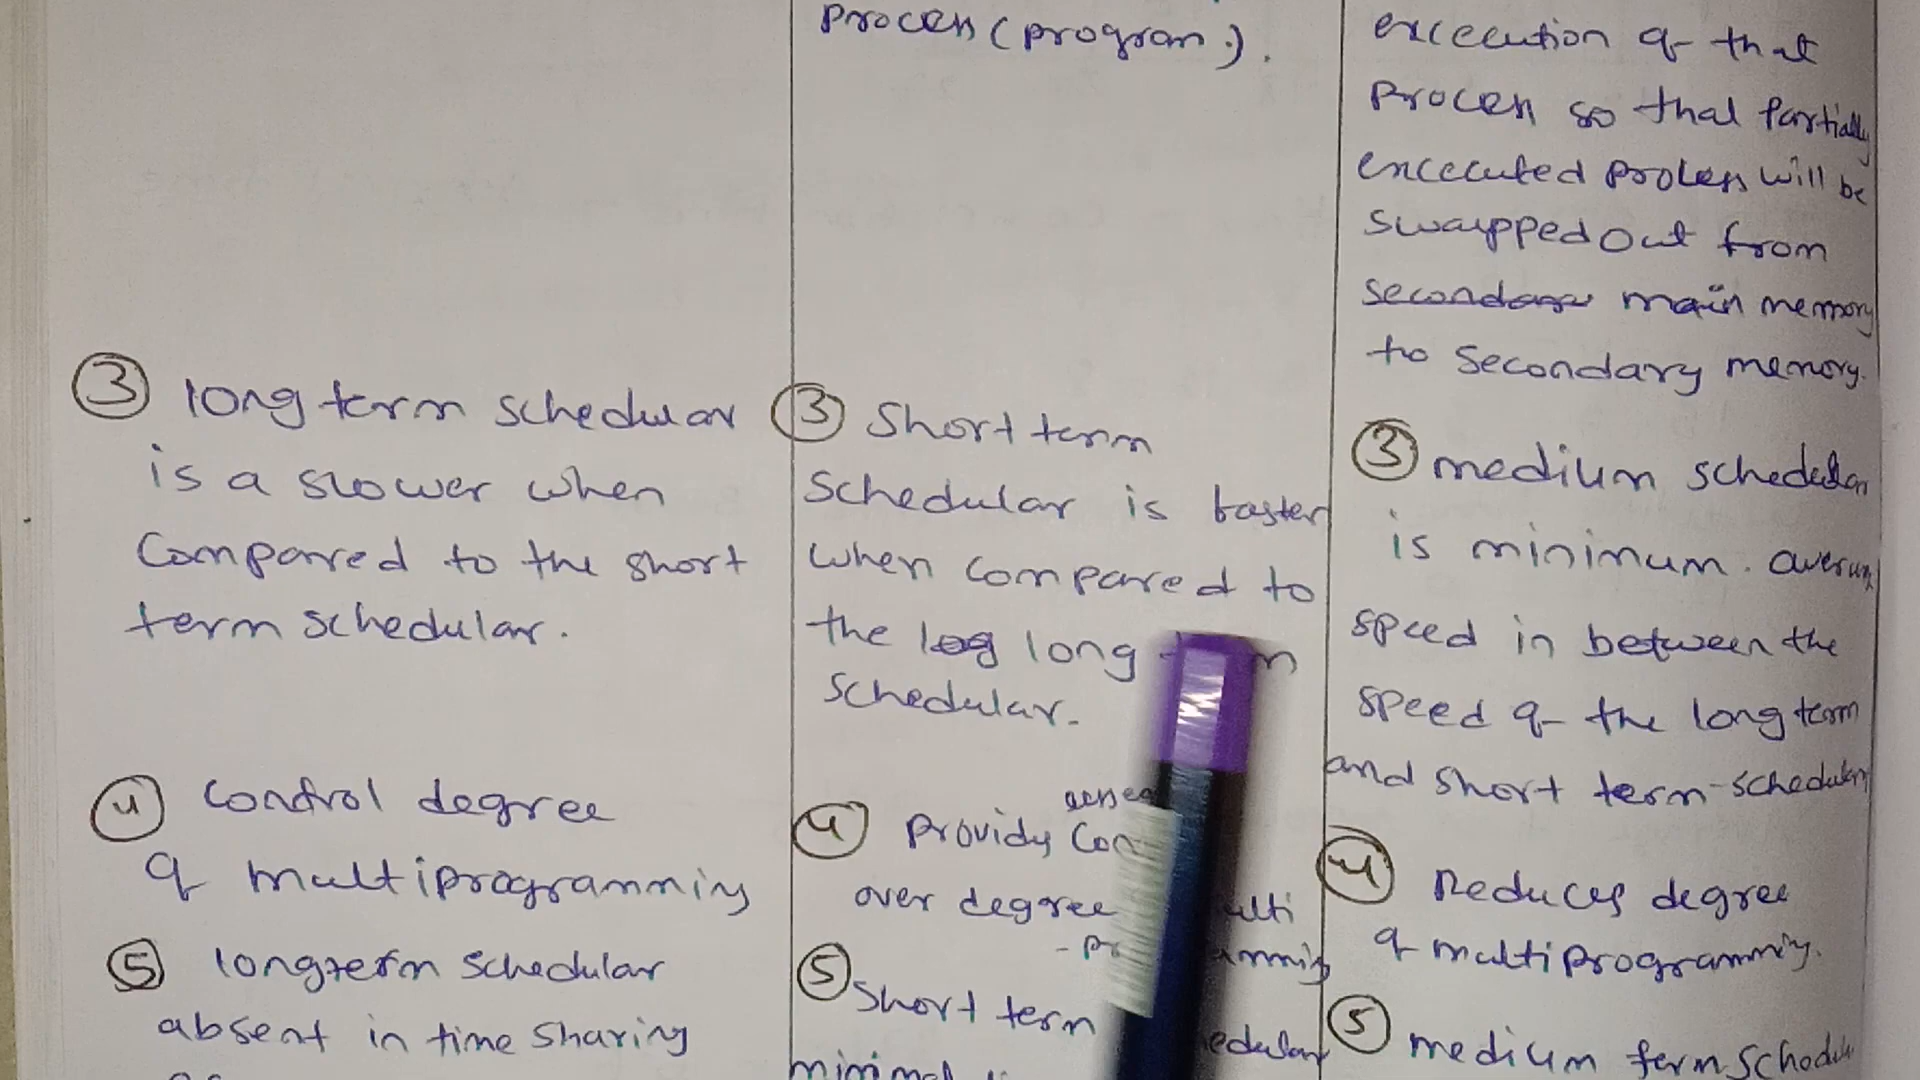 process (program).
③ long term schedular
is a slower when
Compared to the short
term schedular.
④ Control degree
of multiprogramming
⑤ longterm schedular
absent in time sharing
③ Short term
Schedular is faster
when compared to
the long
Schedular.
④ Provides
over degree
⑤ Short term
minimal
excecution of that
Process so that Partially
excecuted process will be
swapped out from
main memory
to secondary memory.
③ medium schedular
is minimum. average
speed in between the
speed of the long term
and short term-schedular
④ Reduces degree
of multiprogramming.
⑤ medium term